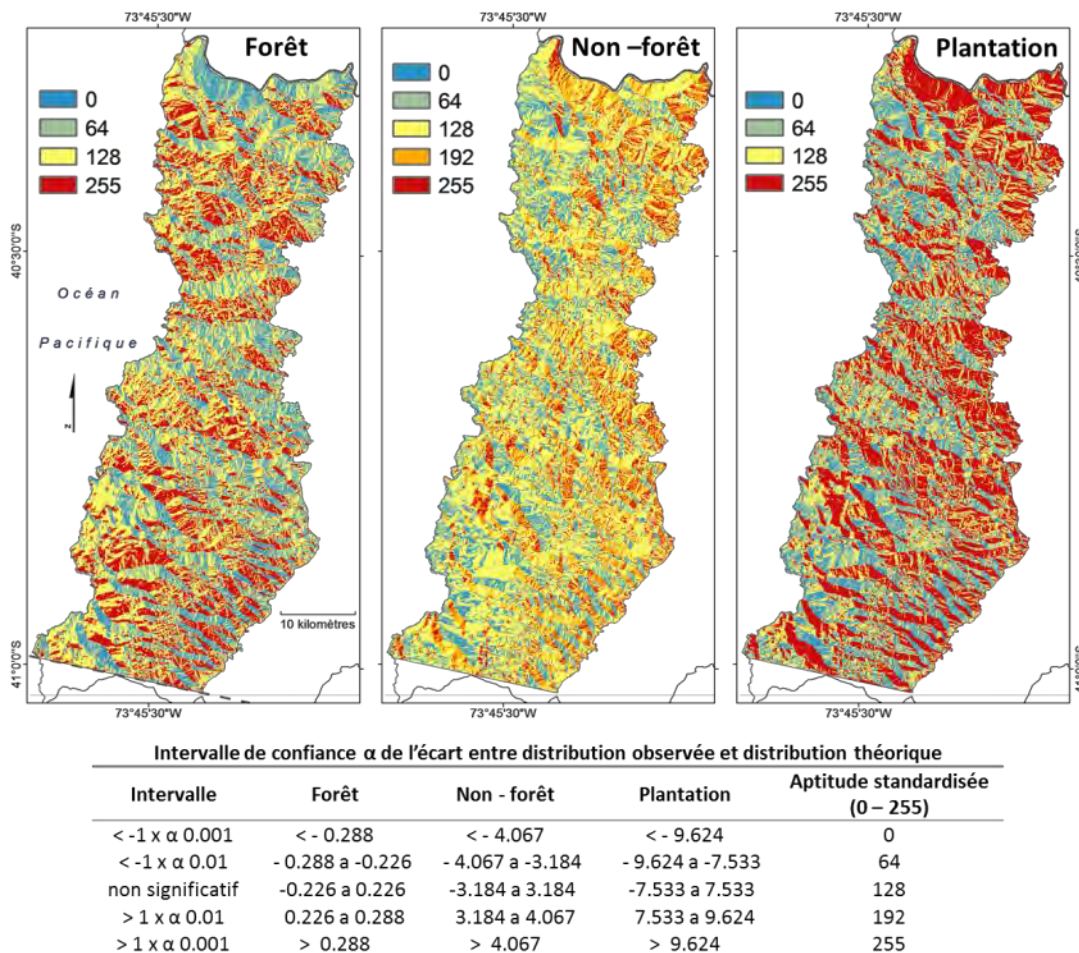 73°45'30"W
73°45'30"W
73°45'30"W
Forêt
0
64
128
255
Non –forêt
0
64
128
192
255
Plantation
0
64
128
255
40°30'0"S
Océan
Pacifique
z
10 kilomètres
41°0'0"S
73°45'30"W
73°45'30"W
73°45'30"W
Intervalle de confiance α de l'écart entre distribution observée et distribution théorique
Intervalle Forêt Non - forêt Plantation Aptitude standardisée
(0 – 255)
< -1 x α 0.001 < - 0.288 < - 4.067 < - 9.624 0
< -1 x α 0.01 - 0.288 a -0.226 - 4.067 a -3.184 - 9.624 a -7.533 64
non significatif -0.226 a 0.226 -3.184 a 3.184 -7.533 a 7.533 128
> 1 x α 0.01 0.226 a 0.288 3.184 a 4.067 7.533 a 9.624 192
> 1 x α 0.001 > 0.288 > 4.067 > 9.624 255